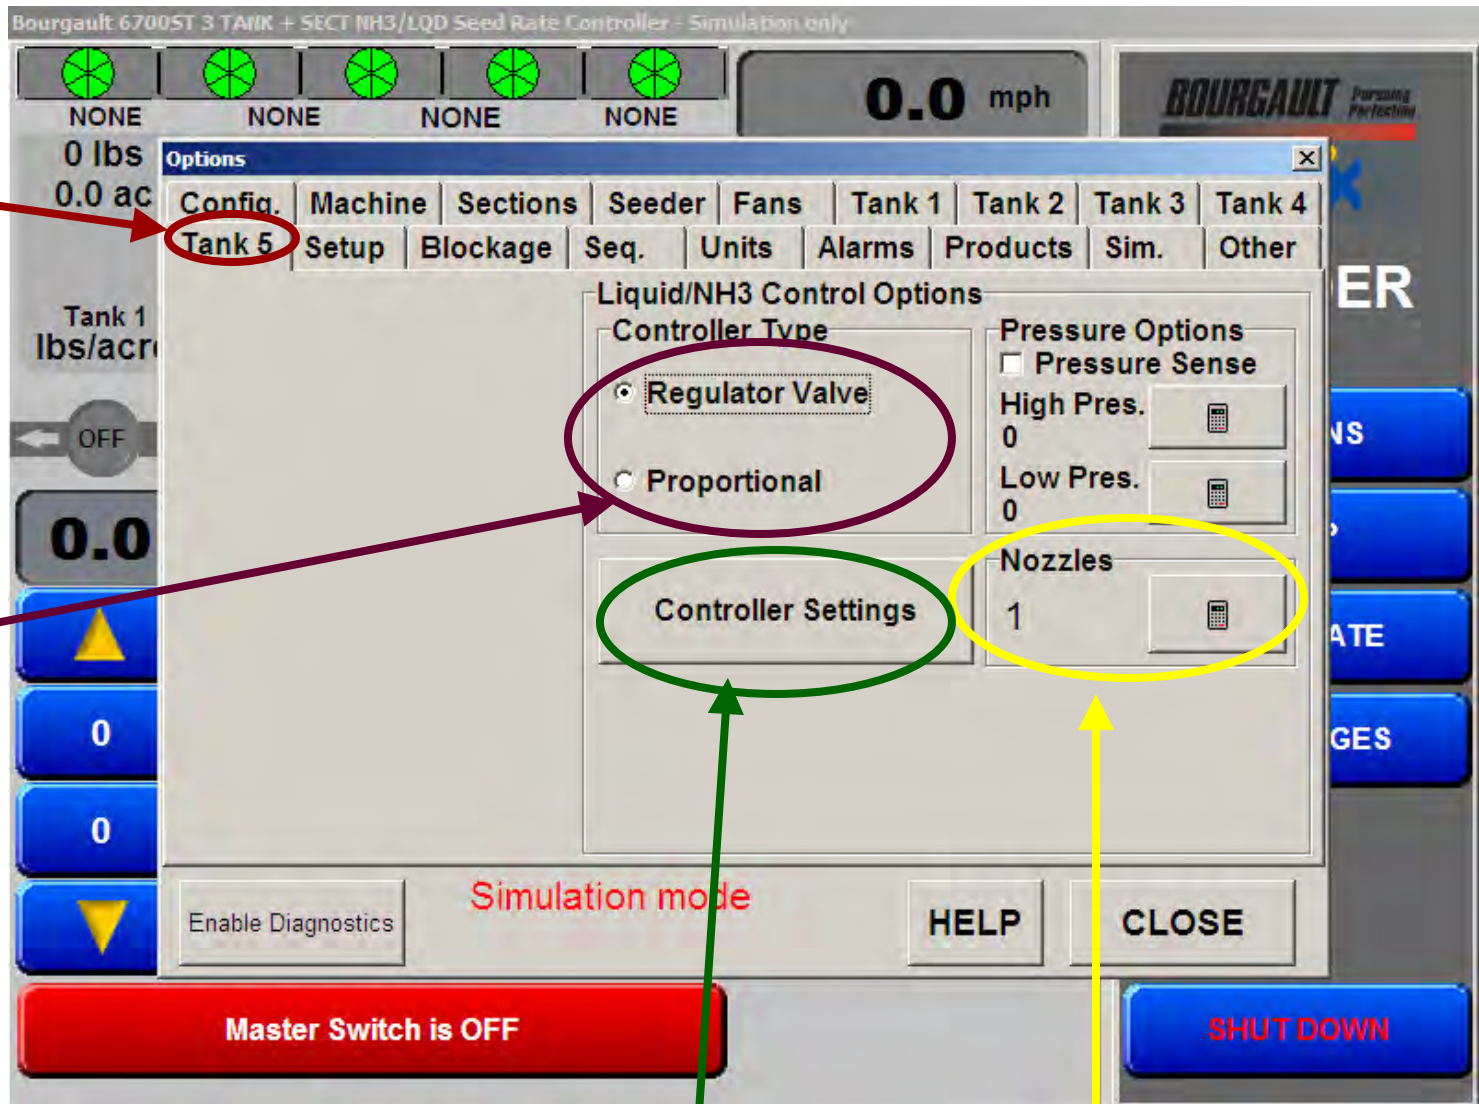 Bourgault 6700ST 3 TANK + SECT NH3/LQD Seed Rate Controller - Simulation only
NONE NONE NONE NONE
0.0 mph
BOURGAULT Pursuing Perfection
0 lbs
0.0 ac
Options
Config. Machine Sections Seeder Fans Tank 1 Tank 2 Tank 3 Tank 4
Tank 5 Setup Blockage Seq. Units Alarms Products Sim. Other
Liquid/NH3 Control Options
Controller Type
Regulator Valve
Proportional
Pressure Options
Pressure Sense
High Pres.
0
Low Pres.
0
Controller Settings
Nozzles
1
Tank 1
lbs/acre
OFF
0.0
0
0
ER
NS
ATE
GES
Enable Diagnostics
Simulation mode
HELP
CLOSE
Master Switch is OFF
SHUT DOWN